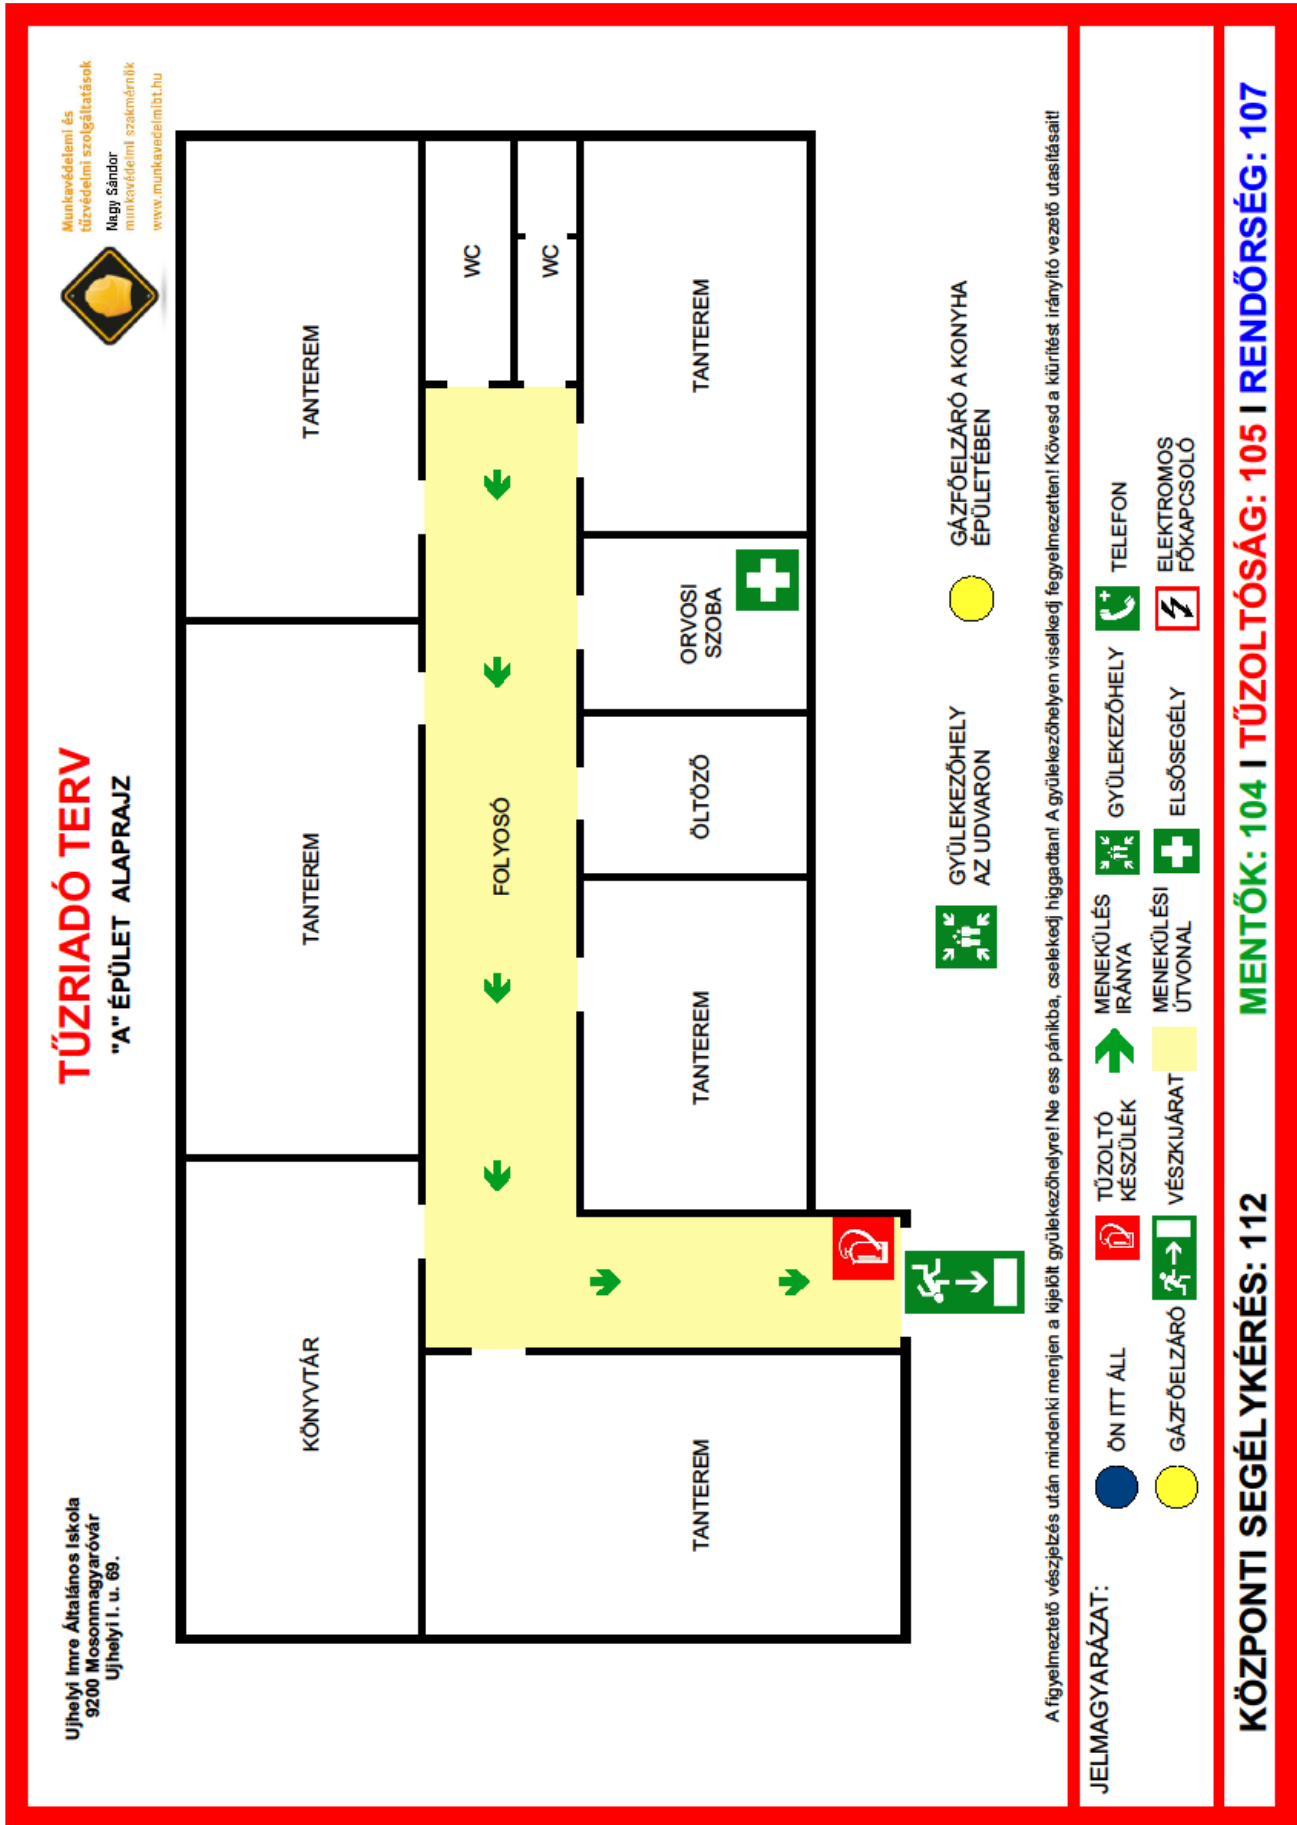 Ujhelyi Imre Általános Iskola
9200 Mosonmagyaróvár
Ujhelyi I. u. 69.
TŰZRIADÓ TERV
"A" ÉPÜLET ALAPRAJZ
Munkavédelemi és
tűzvédelmi szolgáltatások
Nagy Sándor
munkavédelmi szakmérnök
www.munkavedelmibt.hu
KÖNYVTÁR
TANTEREM
TANTEREM
FOLYOSÓ
WC
WC
TANTEREM
TANTEREM
ÖLTÖZŐ
ORVOSI
SZOBA
TANTEREM
GYÜLEKEZŐHELY
AZ UDVARON
GÁZFŐELZÁRÓ A KONYHA
ÉPÜLETÉBEN
A figyelmeztető vészjelzés után mindenki menjen a kijelölt gyülekezőhelyre! Ne ess pánikba, cselekedj higgadtan! A gyülekezőhelyen viselkedj fegyelmezetten! Kövesd a kiürítést irányító vezető utasításait!
JELMAGYARÁZAT:
ÖN ITT ÁLL
TŰZOLTÓ
KÉSZÜLÉK
MENEKÜLÉS
IRÁNYA
GYÜLEKEZŐHELY
TELEFON
GÁZFŐELZÁRÓ
VÉSZKIJÁRAT
MENEKÜLÉSI
ÚTVONAL
ELSŐSEGÉLY
ELEKTROMOS
FŐKAPCSOLÓ
KÖZPONTI SEGÉLYKÉRÉS: 112 MENTŐK: 104 I TŰZOLTÓSÁG: 105 I RENDŐRSÉG: 107